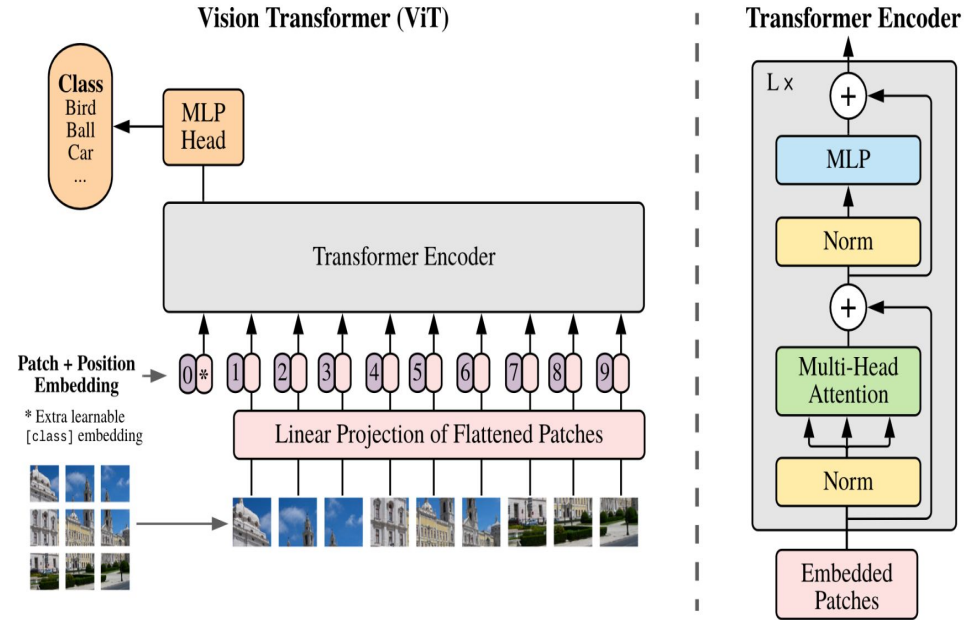 Vision Transformer (ViT)
Class
Bird
Ball
Car
...
MLP
Head
Transformer Encoder
Patch + Position
Embedding
* Extra learnable
[class] embedding
0 * 1 2 3 4 5 6 7 8 9
Linear Projection of Flattened Patches
Transformer Encoder
L x
+
MLP
Norm
+
Multi-Head
Attention
Norm
Embedded
Patches